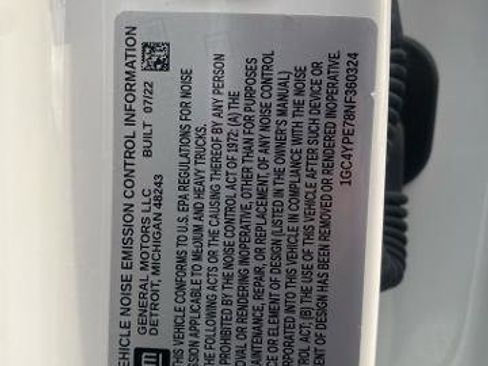 VEHICLE NOISE EMISSION CONTROL INFORMATION
GENERAL MOTORS LLC BUILT 07/22
DETROIT, MICHIGAN 48243
gm
THIS VEHICLE CONFORMS TO U.S. EPA REGULATIONS FOR NOISE
SSION APPLICABLE TO MEDIUM AND HEAVY TRUCKS.
THE FOLLOWING ACTS OR THE CAUSING THEREOF BY ANY PERSON
PROHIBITED BY THE NOISE CONTROL ACT OF 1972: (A) THE
OVAL OR RENDERING INOPERATIVE, OTHER THAN FOR PURPOSES
AINTENANCE, REPAIR, OR REPLACEMENT, OF ANY NOISE CONTROL
CE OR ELEMENT OF DESIGN (LISTED IN THE OWNER'S MANUAL)
RPORATED INTO THIS VEHICLE IN COMPLIANCE WITH THE NOISE
ROL ACT; (B) THE USE OF THIS VEHICLE AFTER SUCH DEVICE OR
ENT OF DESIGN HAS BEEN REMOVED OR RENDERED INOPERATIVE.
1GC4YPE78NF360324